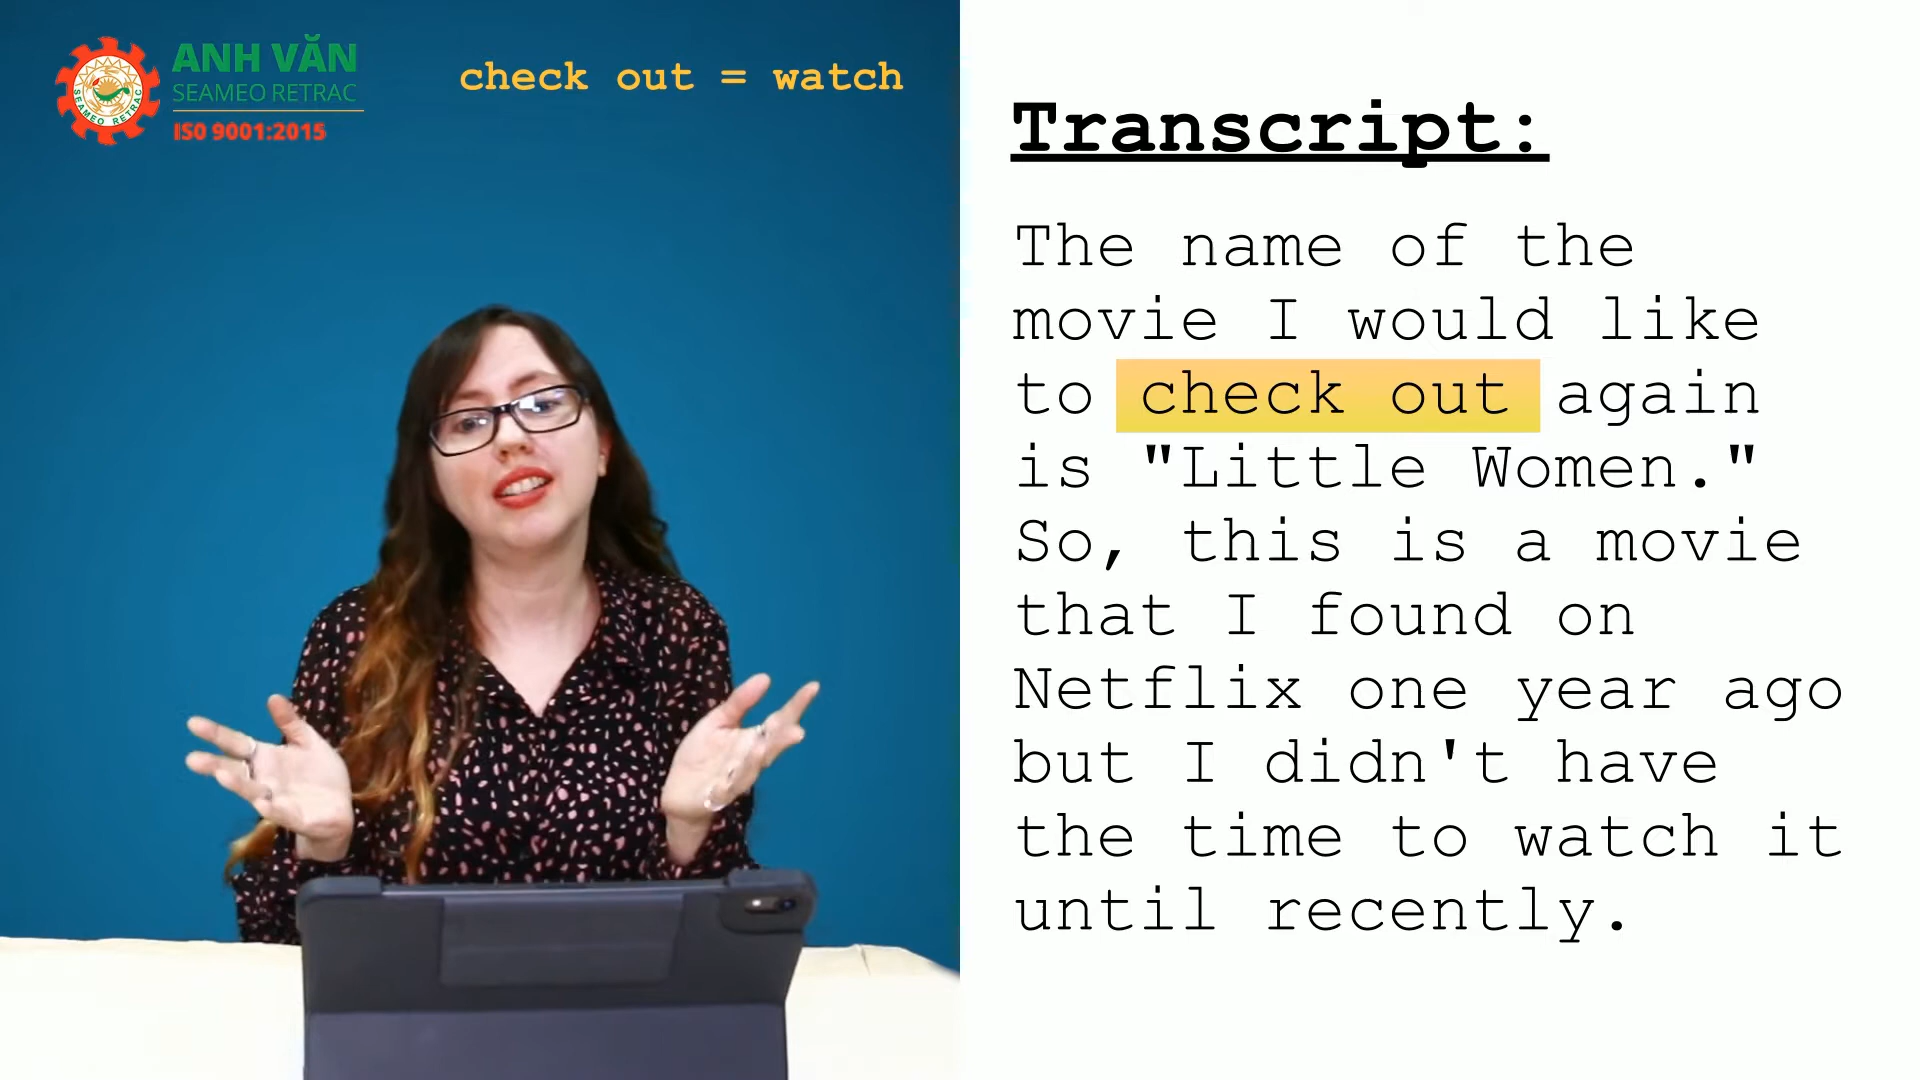 ANH VĂN
SEAMEO RETRAC
ISO 9001:2015
SEAMEO RETRAC
check out = watch
Transcript:
The name of the
movie I would like
to check out again
is "Little Women."
So, this is a movie
that I found on
Netflix one year ago
but I didn't have
the time to watch it
until recently.